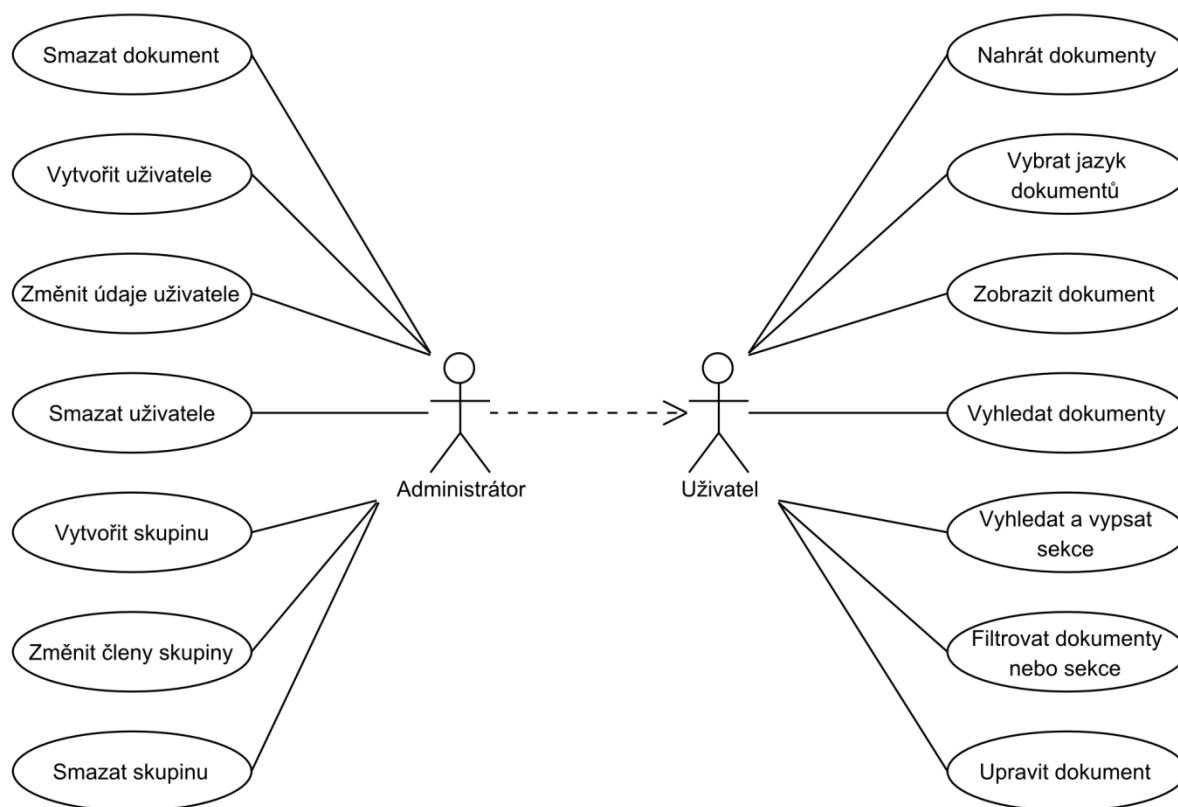 Smazat dokument
Nahrát dokumenty
Vytvořit uživatele
Vybrat jazyk
dokumentů
Změnit údaje uživatele
Zobrazit dokument
Smazat uživatele
Vyhledat dokumenty
Administrátor
Uživatel
Vytvořit skupinu
Vyhledat a vypsat
sekce
Změnit členy skupiny
Filtrovat dokumenty
nebo sekce
Smazat skupinu
Upravit dokument